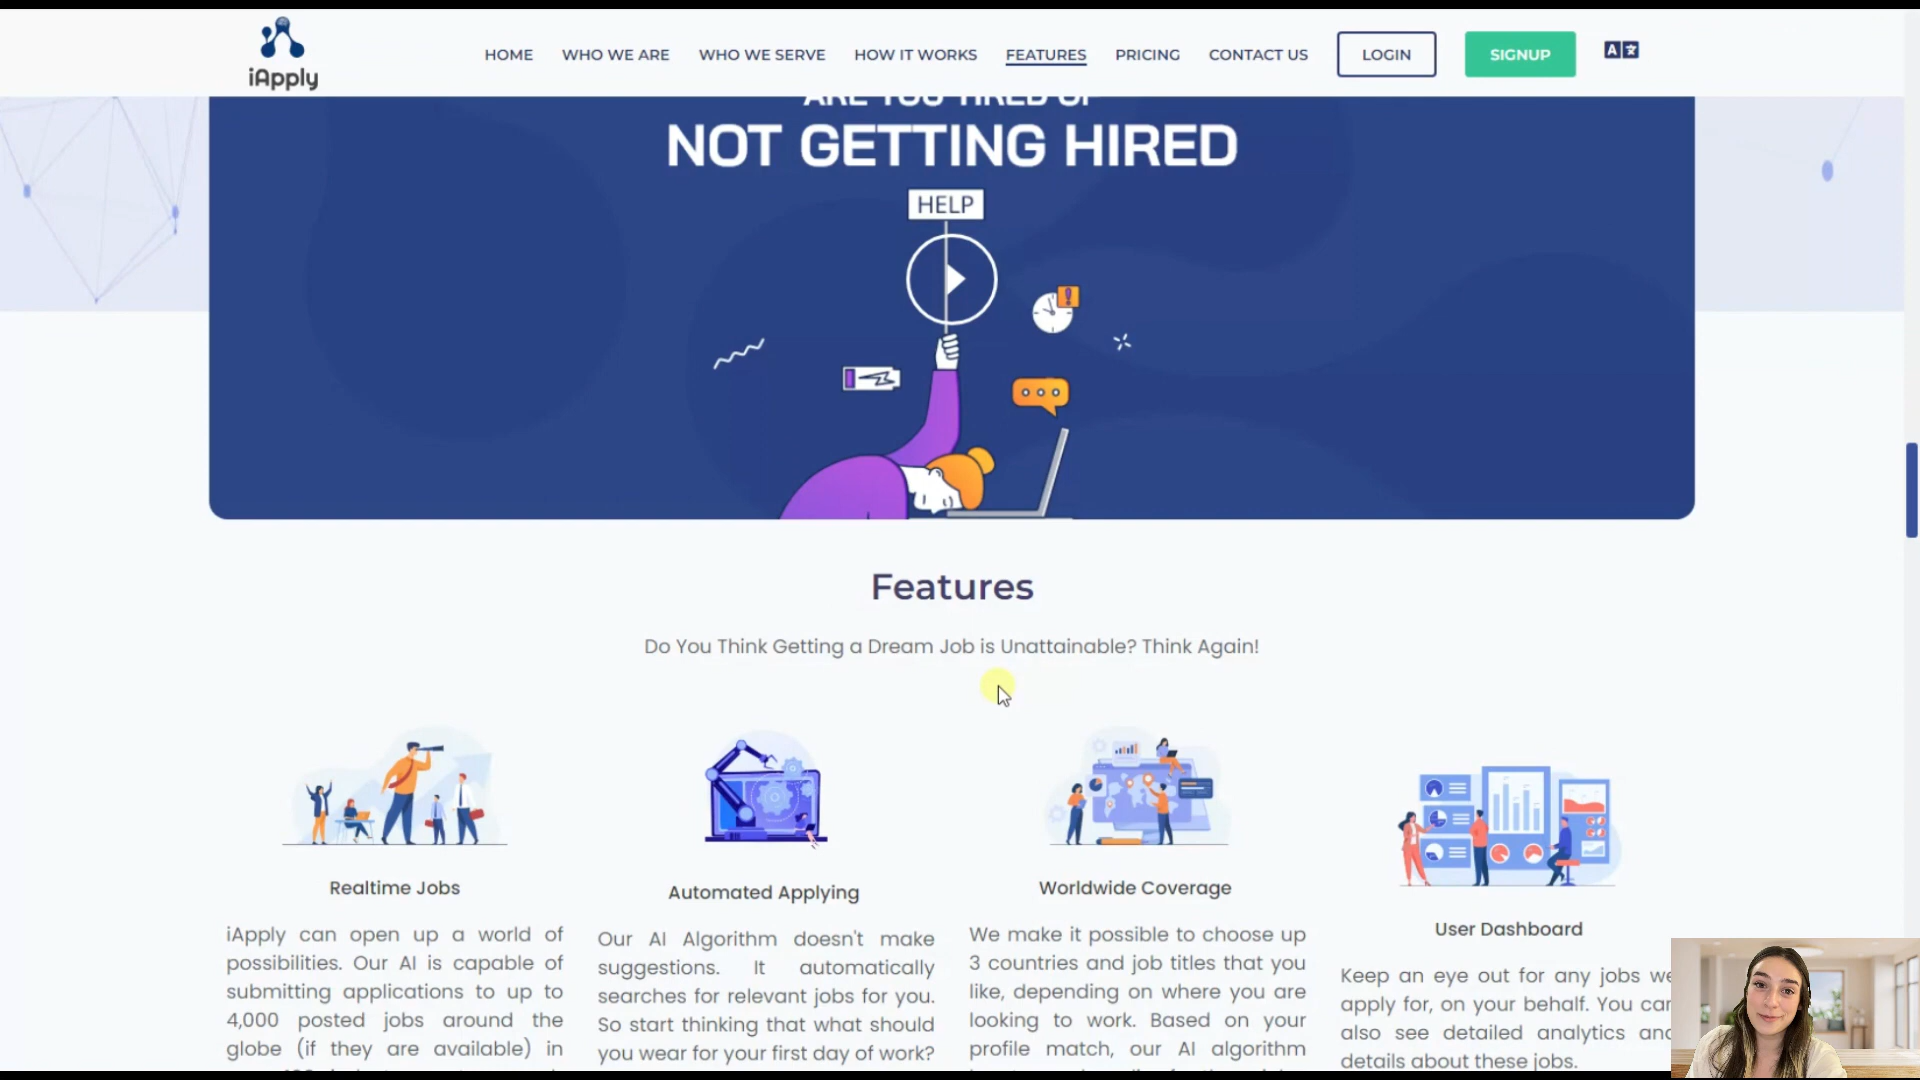 iApply
HOME WHO WE ARE WHO WE SERVE HOW IT WORKS FEATURES PRICING CONTACT US LOGIN SIGNUP A
ARE YOU TIRED OF
NOT GETTING HIRED
HELP
Features
Do You Think Getting a Dream Job is Unattainable? Think Again!
Realtime Jobs
iApply can open up a world of
possibilities. Our AI is capable of
submitting applications to up to
4,000 posted jobs around the
globe (if they are available) in
Automated Applying
Our AI Algorithm doesn't make
suggestions. It automatically
searches for relevant jobs for you.
So start thinking that what should
you wear for your first day of work?
Worldwide Coverage
We make it possible to choose up
3 countries and job titles that you
like, depending on where you are
looking to work. Based on your
profile match, our AI algorithm
User Dashboard
Keep an eye out for any jobs we
apply for, on your behalf. You can
also see detailed analytics and
details about these jobs.